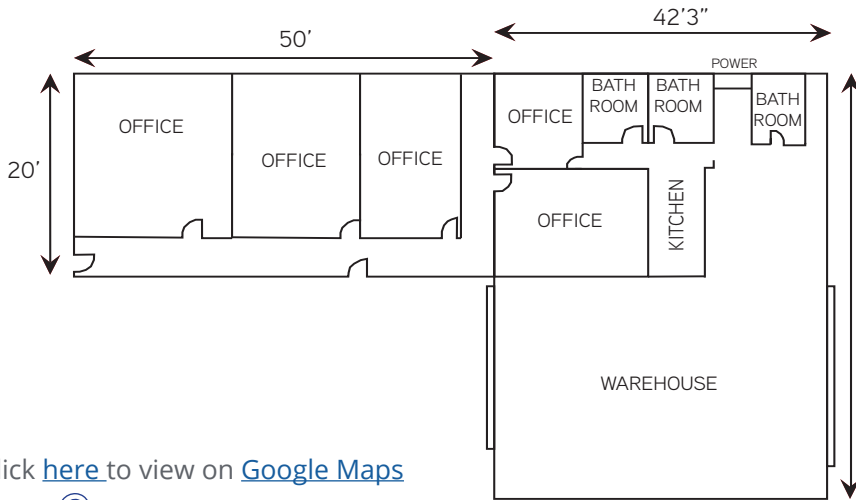 42'3”
50'
POWER
BATH
ROOM
BATH
ROOM
BATH
ROOM
OFFICE
OFFICE
OFFICE
OFFICE
20'
OFFICE
KITCHEN
WAREHOUSE
lick here to view on Google Maps